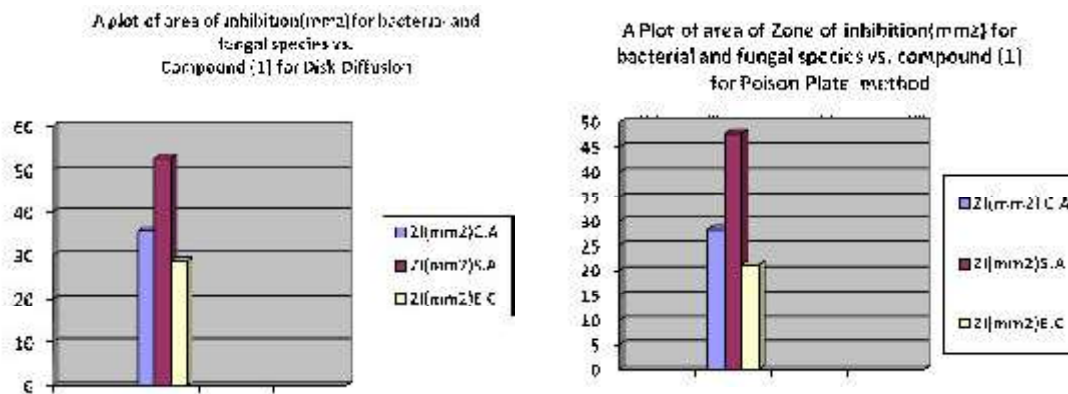 A plot of area of inhibition(mm2)for bacterial and
fungal species vs.
Compound (1) for Disk Diffusion
60
50
40
30
20
10
0
ZI(mm2)C.A
ZI(mm2)S.A
ZI(mm2)E.C
A Plot of area of Zone of inhibition(mm2) for
bacterial and fungal species vs. compound (1)
for Poison Plate method
50
45
40
35
30
25
20
15
10
5
0
ZI(mm2) C.A
ZI(mm2)S.A
ZI(mm2)E.C